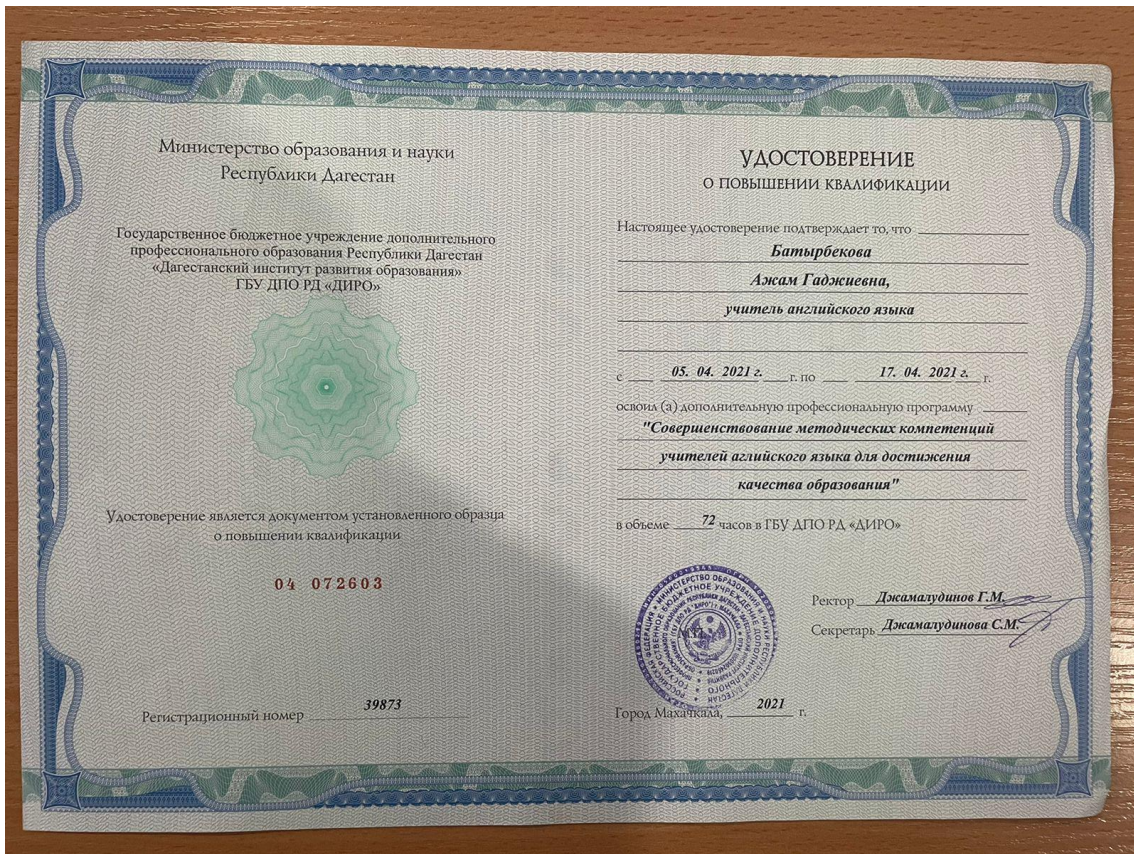 Министерство образования и науки
Республики Дагестан
Государственное бюджетное учреждение дополнительного
профессионального образования Республики Дагестан
«Дагестанский институт развития образования»
ГБУ ДПО РД «ДИРО»
Удостоверение является документом установленного образца
о повышении квалификации
04 072603
Регистрационный номер 39873
УДОСТОВЕРЕНИЕ
О ПОВЫШЕНИИ КВАЛИФИКАЦИИ
Настоящее удостоверение подтверждает то, что
Батырбекова
Ажам Гаджиевна,
учитель английского языка
с 05. 04. 2021 г. г. по 17. 04. 2021 г. г.
освоил (а) дополнительную профессиональную программу
"Совершенствование методических компетенций
учителей аглийского языка для достижения
качества образования"
в объеме 72 часов в ГБУ ДПО РД «ДИРО»
Ректор Джамалудинов Г.М.
Секретарь Джамалудинова С.М.
Город Махачкала, 2021 г.